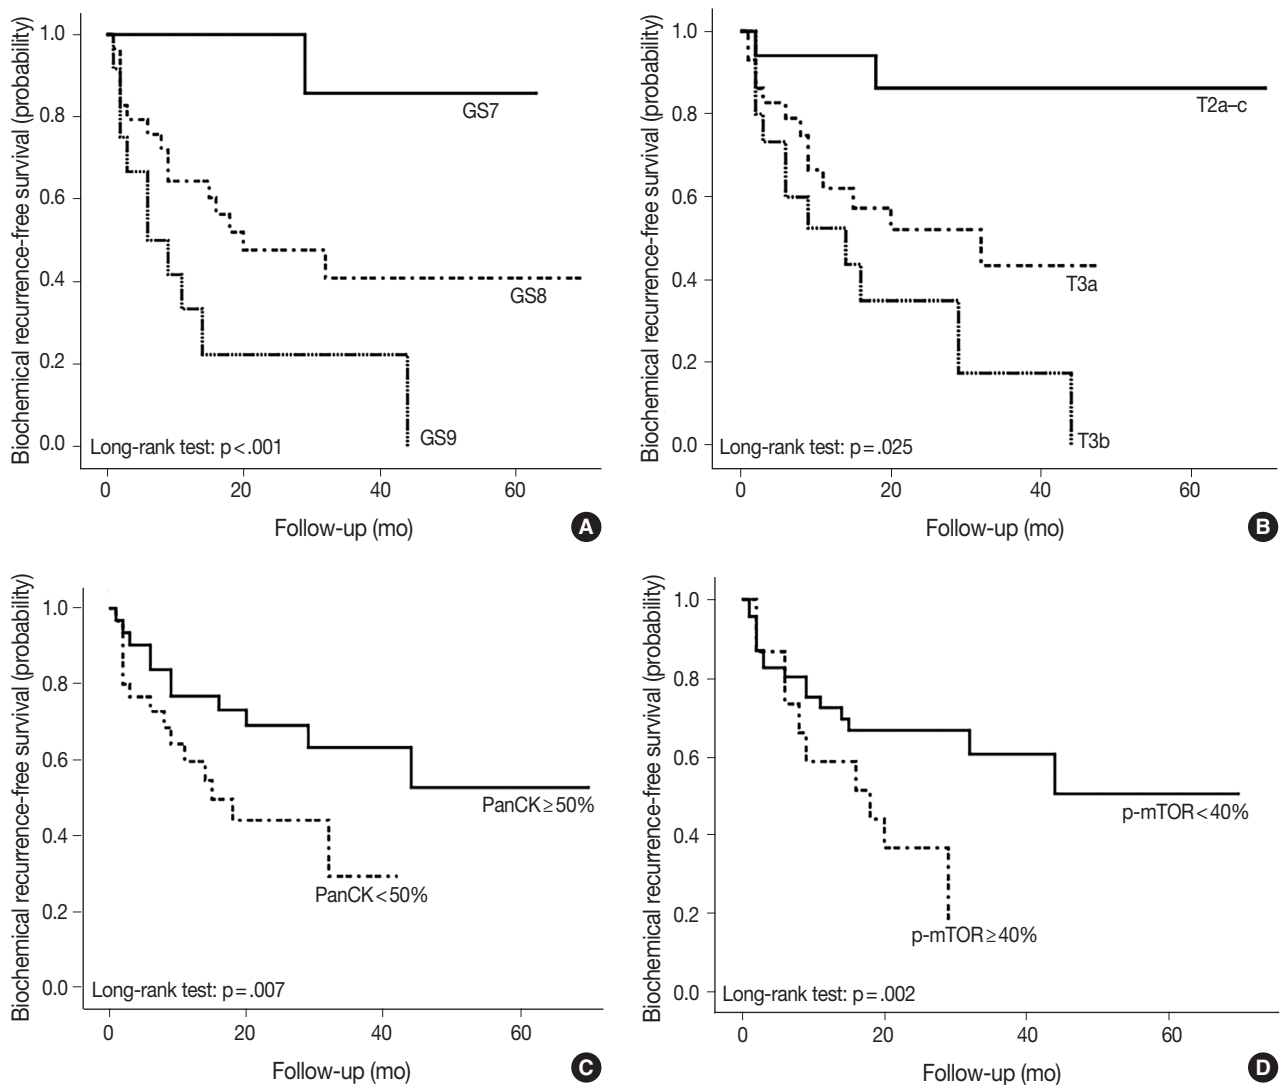 Biochemical recurrence-free survival (probability)
1.0
0.8
0.6
0.4
0.2
0.0
GS7
GS8
GS9
Long-rank test: p<.001
0 20 40 60
Follow-up (mo)
A
Biochemical recurrence-free survival (probability)
1.0
0.8
0.6
0.4
0.2
0.0
T2a–c
T3a
T3b
Long-rank test: p=.025
0 20 40 60
Follow-up (mo)
B
Biochemical recurrence-free survival (probability)
1.0
0.8
0.6
0.4
0.2
0.0
PanCK≥50%
PanCK<50%
Long-rank test: p=.007
0 20 40 60
Follow-up (mo)
C
Biochemical recurrence-free survival (probability)
1.0
0.8
0.6
0.4
0.2
0.0
p-mTOR<40%
p-mTOR≥40%
Long-rank test: p=.002
0 20 40 60
Follow-up (mo)
D